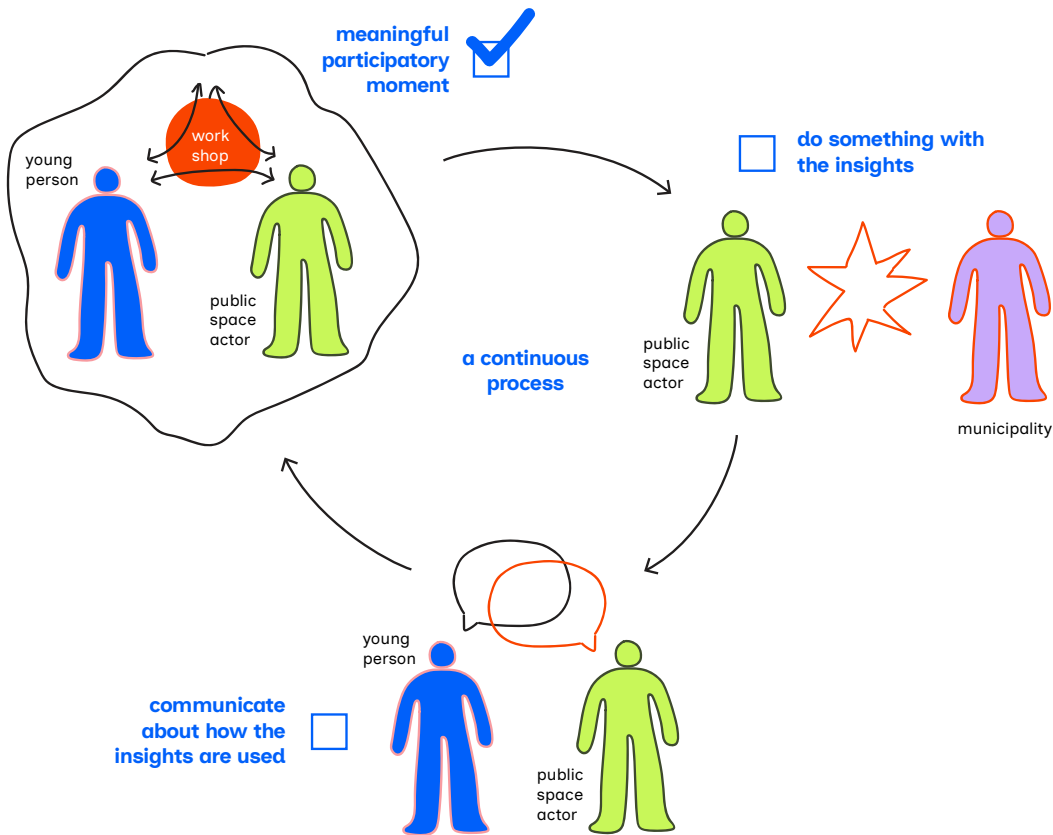 meaningful
participatory
moment
work
shop
young
person
public
space
actor
do something with
the insights
public
space
actor
municipality
a continuous
process
young
person
communicate
about how the
insights are used
public
space
actor